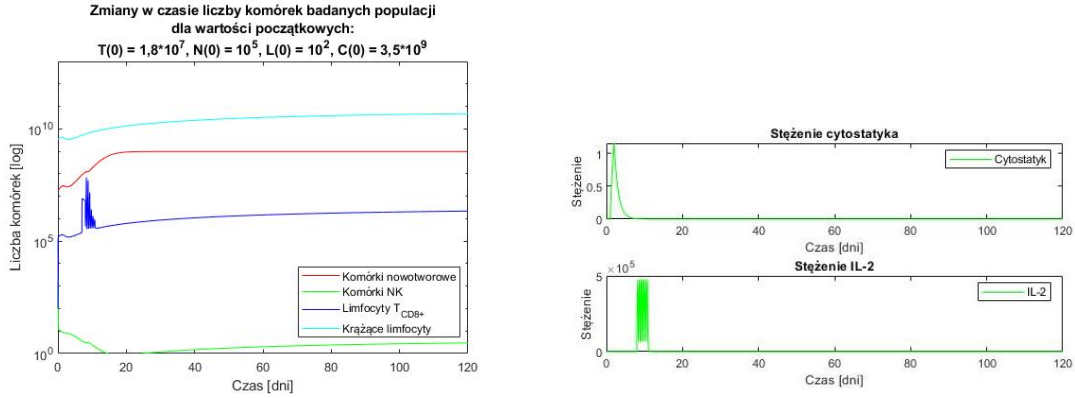 Zmiany w czasie liczby komórek badanych populacji
dla wartości początkowych:
T(0) = 1,8*10^7, N(0) = 10^5, L(0) = 10^2, C(0) = 3,5*10^9
Liczba komórek [log]
10^10
10^5
10^0
0 20 40 60 80 100 120
Czas [dni]
Komórki nowotworowe
Komórki NK
Limfocyty T_CD8+
Krążące limfocyty
Stężenie cytostatyka
Stężenie
1
0.5
0
0 20 40 60 80 100 120
Czas [dni]
Cytostatyk
Stężenie IL-2
× 10^5
Stężenie
5
0
0 20 40 60 80 100 120
Czas [dni]
IL-2